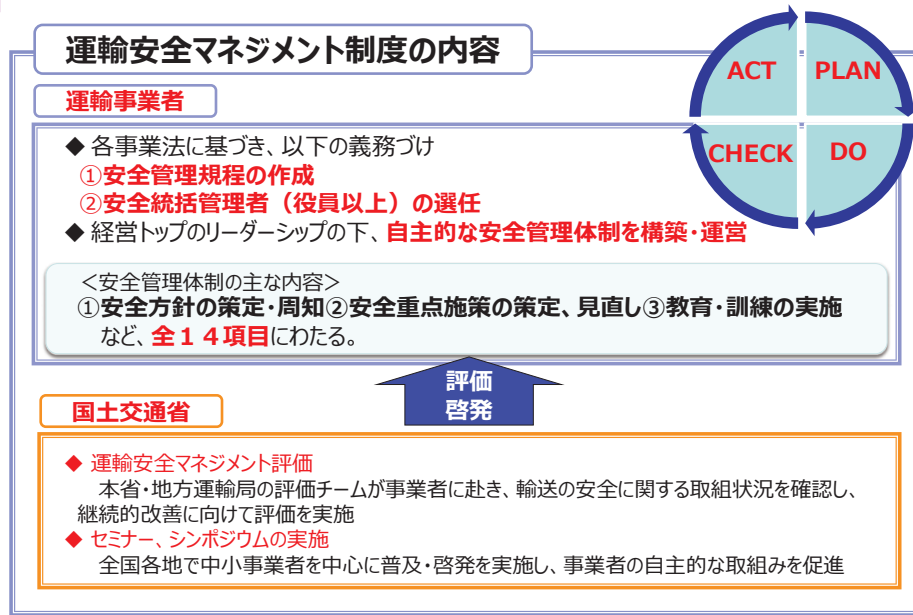 運輸安全マネジメント制度の内容
ACT
PLAN
CHECK
DO
運輸事業者
◆ 各事業法に基づき、以下の義務づけ
①安全管理規程の作成
②安全統括管理者（役員以上）の選任
◆ 経営トップのリーダーシップの下、自主的な安全管理体制を構築・運営
＜安全管理体制の主な内容＞
①安全方針の策定・周知②安全重点施策の策定、見直し③教育・訓練の実施
など、全１４項目にわたる。
評価
啓発
国土交通省
◆ 運輸安全マネジメント評価
本省・地方運輸局の評価チームが事業者に赴き、輸送の安全に関する取組状況を確認し、
継続的改善に向けて評価を実施
◆ セミナー、シンポジウムの実施
全国各地で中小事業者を中心に普及・啓発を実施し、事業者の自主的な取組みを促進